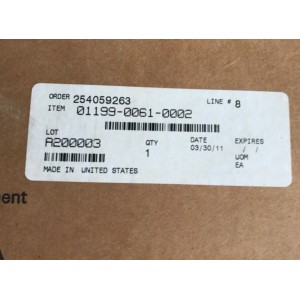 ORDER 254059263 LINE # 8
ITEM 01199-0061-0002
LOT QTY DATE EXPIRES
A200003 1 03/30/11 / /
UOM
MADE IN UNITED STATES EA
ent